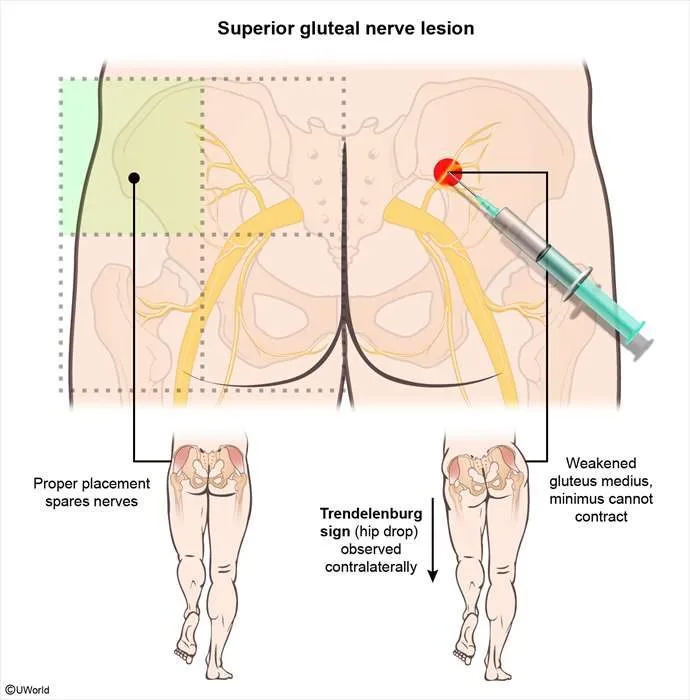 Superior gluteal nerve lesion
Proper placement
spares nerves
Trendelenburg
sign (hip drop)
observed
contralaterally
Weakened
gluteus medius,
minimus cannot
contract
©UWorld